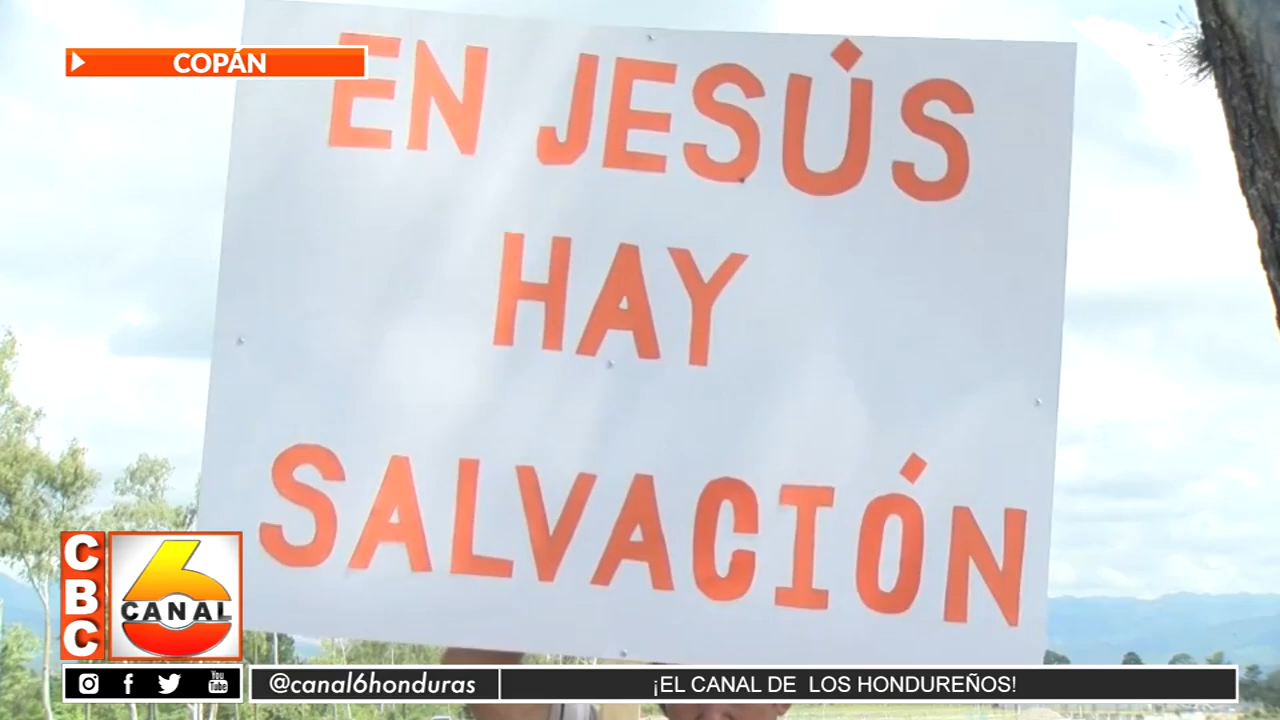 COPÁN
EN JESÚS
HAY
SALVACIÓN
CBC
6
CANAL
You
Tube
@canal6honduras
¡EL CANAL DE LOS HONDUREÑOS!